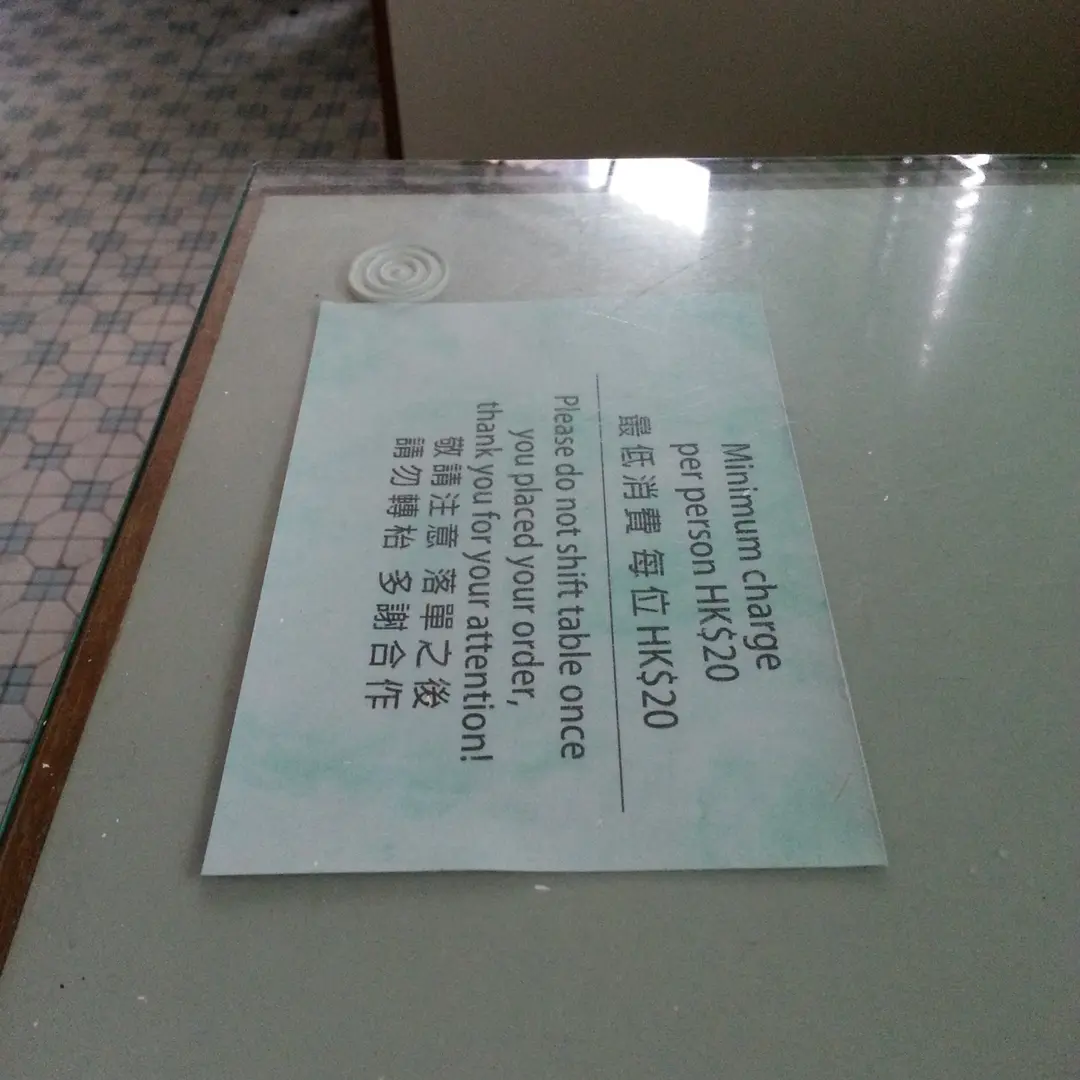 Minimum charge
per person HK$20
最低消費 每位 HK$20
Please do not shift table once
you placed your order,
thank you for your attention!
敬請注意 落單之後
請勿轉枱 多謝合作